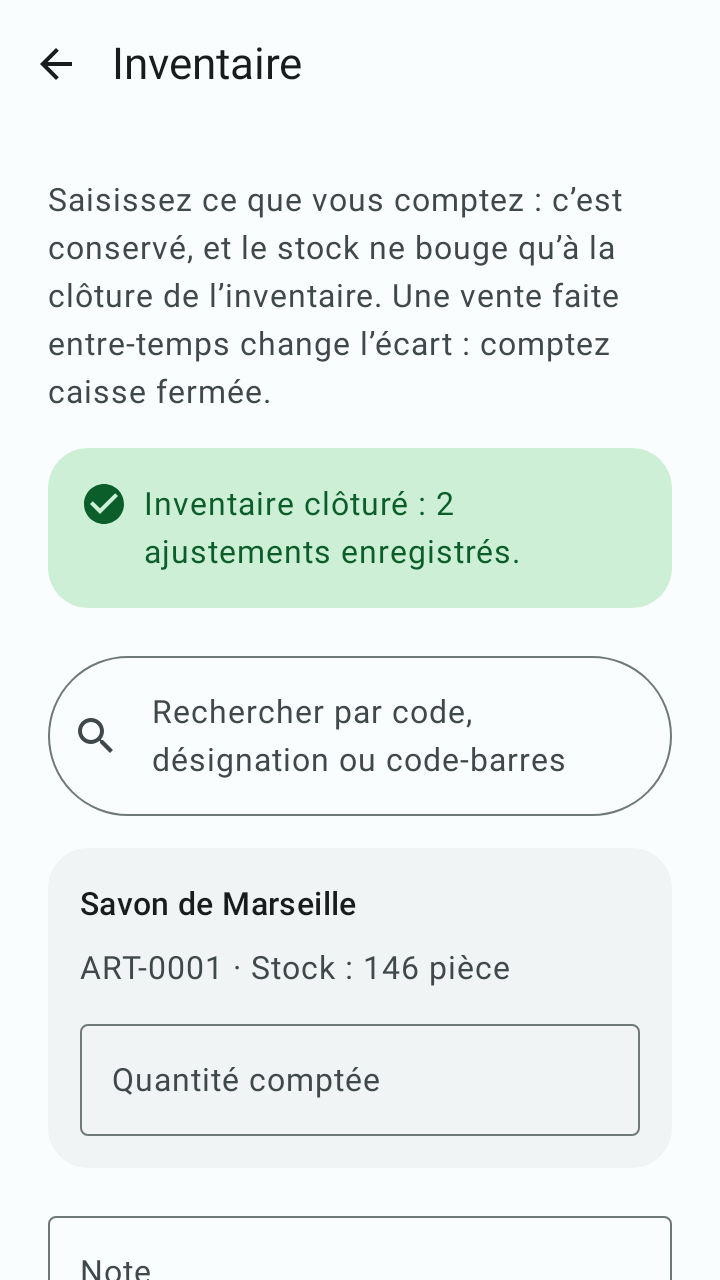 Inventaire
Saisissez ce que vous comptez : c’est
conservé, et le stock ne bouge qu’à la
clôture de l’inventaire. Une vente faite
entre-temps change l’écart : comptez
caisse fermée.
Inventaire clôturé : 2
ajustements enregistrés.
Rechercher par code,
désignation ou code-barres
Savon de Marseille
ART-0001 · Stock : 146 pièce
Quantité comptée
Note